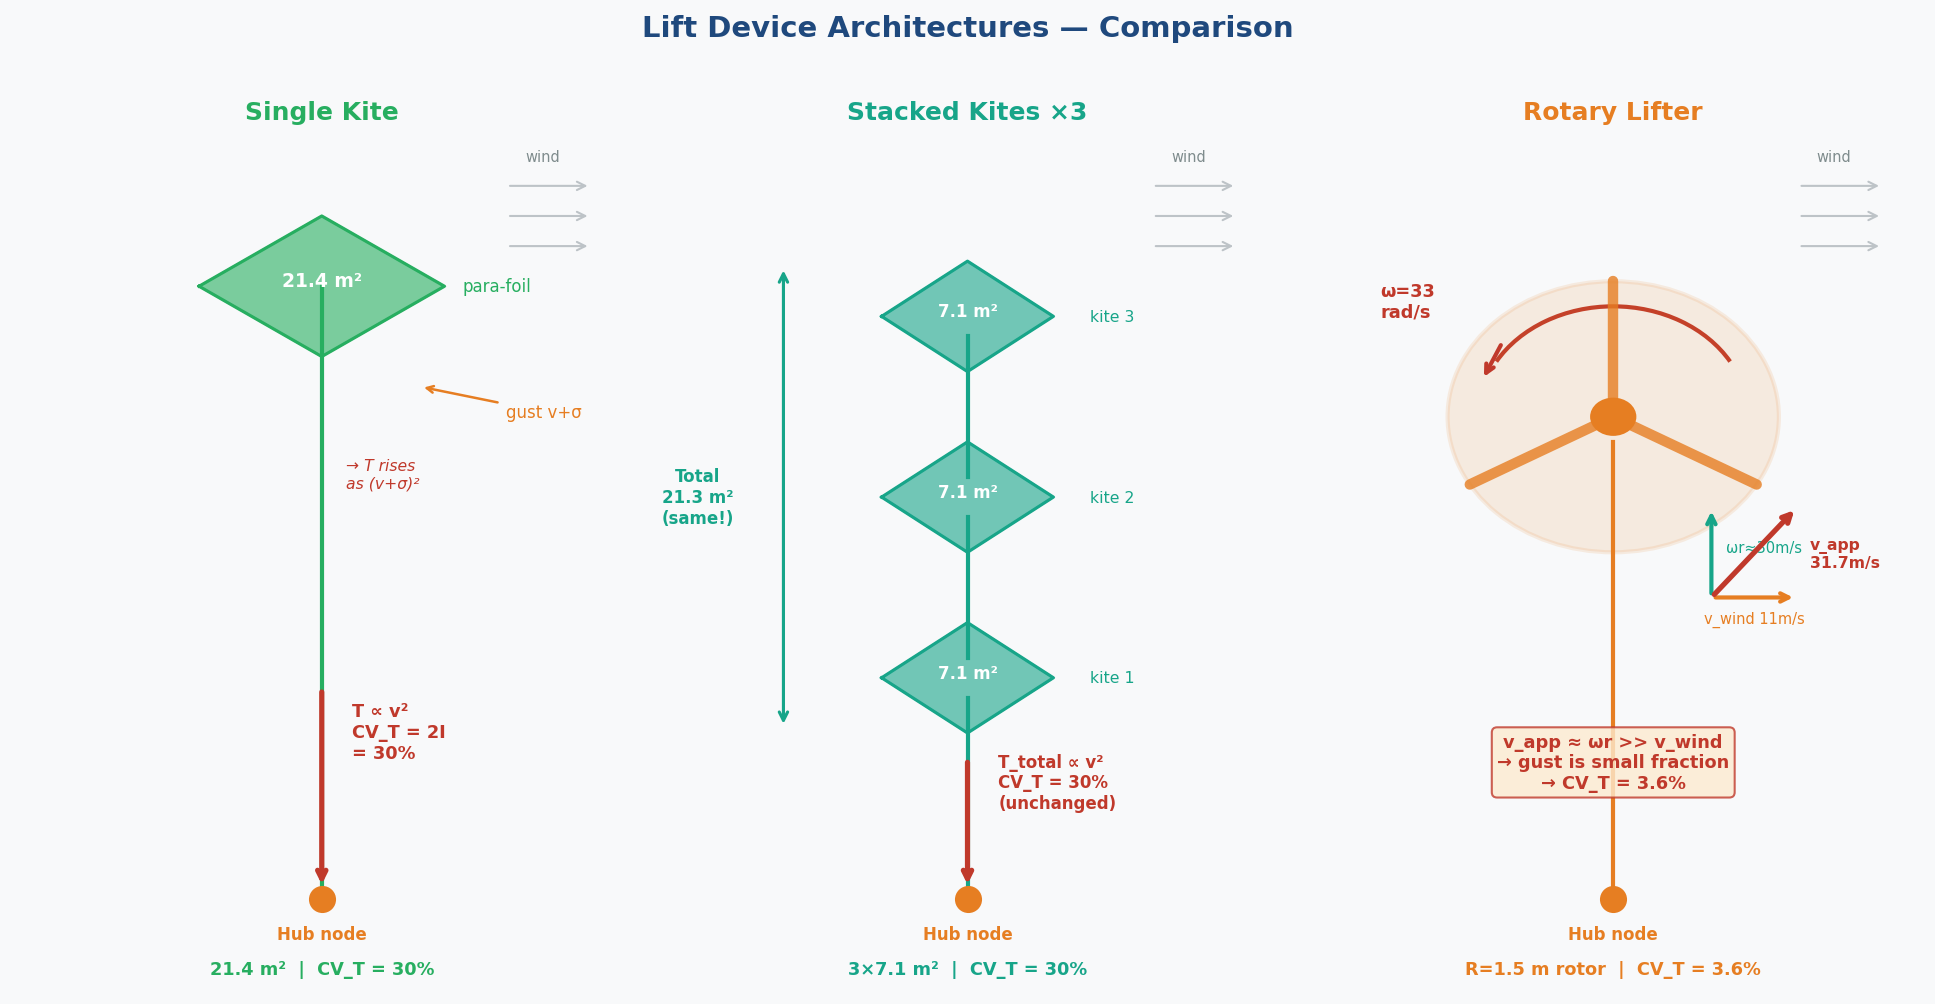 Lift Device Architectures — Comparison
Single Kite
wind
21.4 m²
para-foil
gust v+σ
→ T rises
as (v+σ)²
T ∝ v²
CV_T = 2I
= 30%
Hub node
21.4 m²  |  CV_T = 30%
Stacked Kites ×3
wind
7.1 m²
kite 3
Total
21.3 m²
(same!)
7.1 m²
kite 2
7.1 m²
kite 1
T_total ∝ v²
CV_T = 30%
(unchanged)
Hub node
3×7.1 m²  |  CV_T = 30%
Rotary Lifter
wind
ω=33
rad/s
ωr≈30m/s
v_app
31.7m/s
v_wind 11m/s
v_app ≈ ωr >> v_wind
→ gust is small fraction
→ CV_T = 3.6%
Hub node
R=1.5 m rotor  |  CV_T = 3.6%